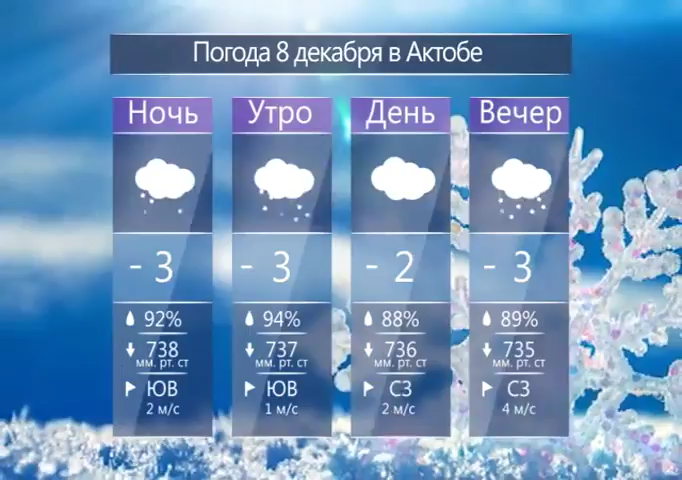 Погода 8 декабря в Актобе
Ночь Утро День Вечер
- 3 - 3 - 2 - 3
92% 94% 88% 89%
738 737 736 735
мм. рт. ст мм. рт. ст мм. рт. ст мм. рт. ст
ЮВ ЮВ СЗ СЗ
2 м/с 1 м/с 2 м/с 4 м/с